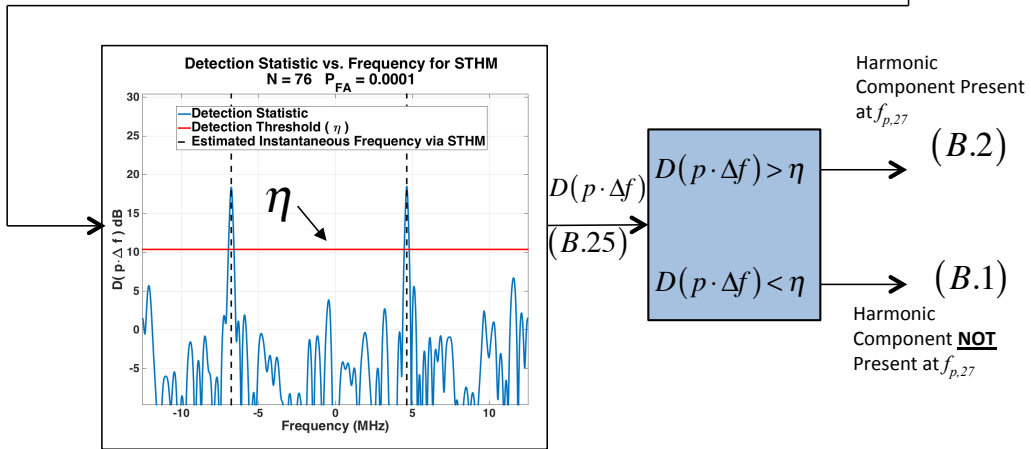 Detection Statistic vs. Frequency for STHM
N = 76 P_FA = 0.0001
D( p·Δ f ) dB
30
25
20
15
10
5
0
-5
Detection Statistic
Detection Threshold ( η )
Estimated Instantaneous Frequency via STHM
η
-10
-5
0
5
10
Frequency (MHz)
D(p·Δf)
(B.25)
D(p·Δf)>η
D(p·Δf)<η
Harmonic
Component Present
at f_p,27
(B.2)
(B.1)
Harmonic
Component NOT
Present at f_p,27